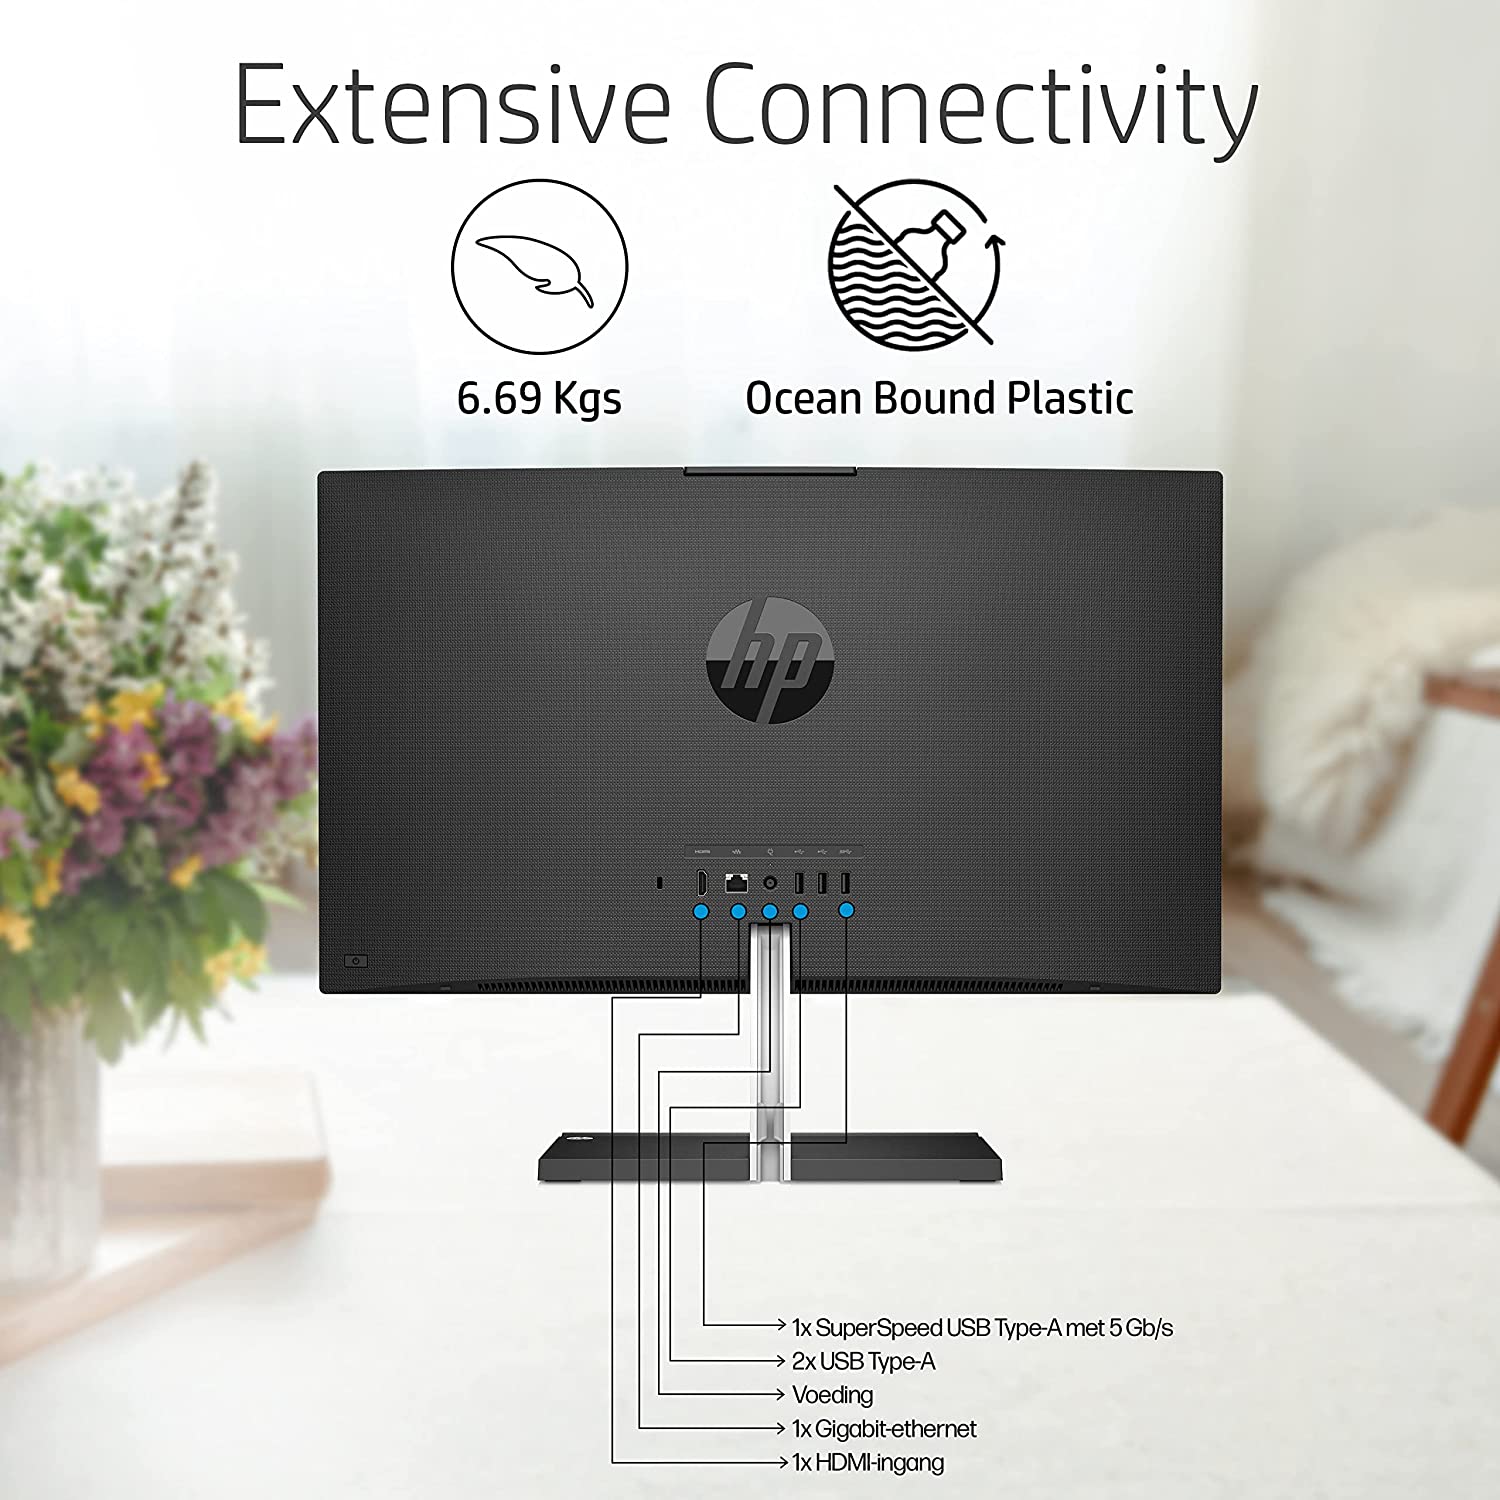 Extensive Connectivity
6.69 Kgs
Ocean Bound Plastic
hp
HDMI
1x SuperSpeed USB Type-A met 5 Gb/s
2x USB Type-A
Voeding
1x Gigabit-ethernet
1x HDMI-ingang